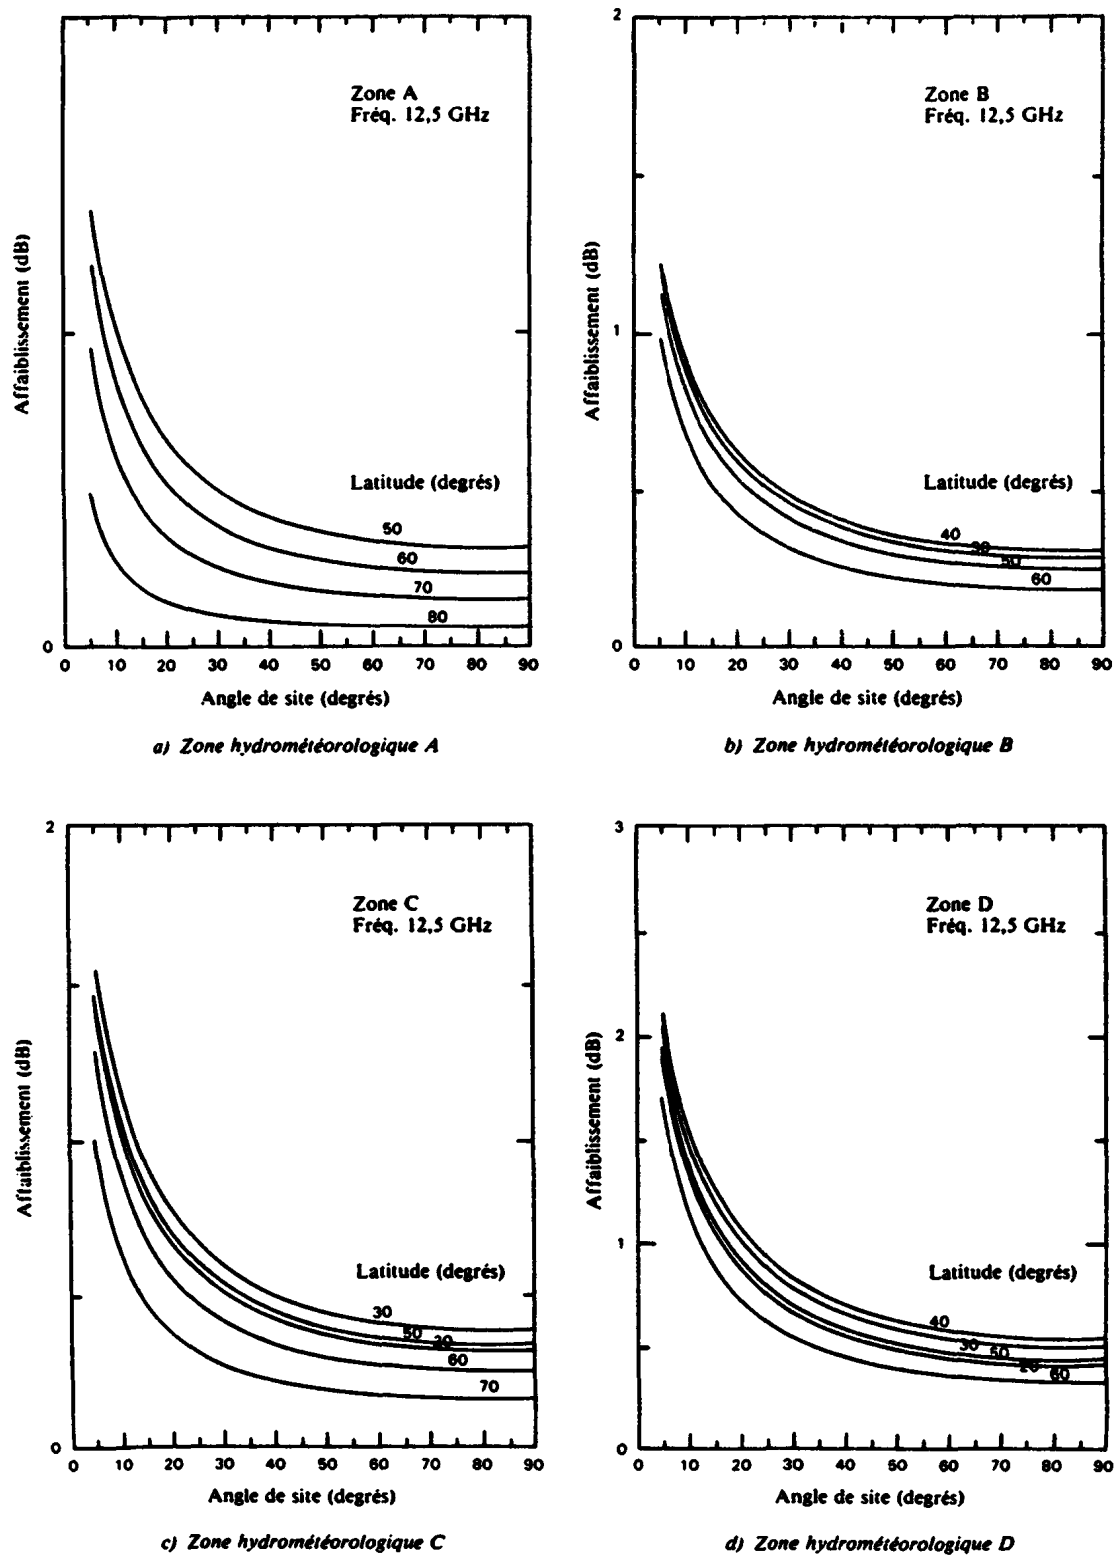 Zone A
Fréq. 12,5 GHz
Affaiblissement (dB)
Latitude (degrés)
50
60
70
80
0
0 10 20 30 40 50 60 70 80 90
Angle de site (degrés)
a) Zone hydrométéorologique A
2
Zone B
Fréq. 12,5 GHz
Affaiblissement (dB)
1
Latitude (degrés)
40
30
50
60
0
0 10 20 30 40 50 60 70 80 90
Angle de site (degrés)
b) Zone hydrométéorologique B
2
Zone C
Fréq. 12,5 GHz
Affaiblissement (dB)
Latitude (degrés)
30
50
20
60
70
0
0 10 20 30 40 50 60 70 80 90
Angle de site (degrés)
c) Zone hydrométéorologique C
3
Zone D
Fréq. 12,5 GHz
2
Affaiblissement (dB)
1
Latitude (degrés)
40
30
50
20
60
0
0 10 20 30 40 50 60 70 80 90
Angle de site (degrés)
d) Zone hydrométéorologique D